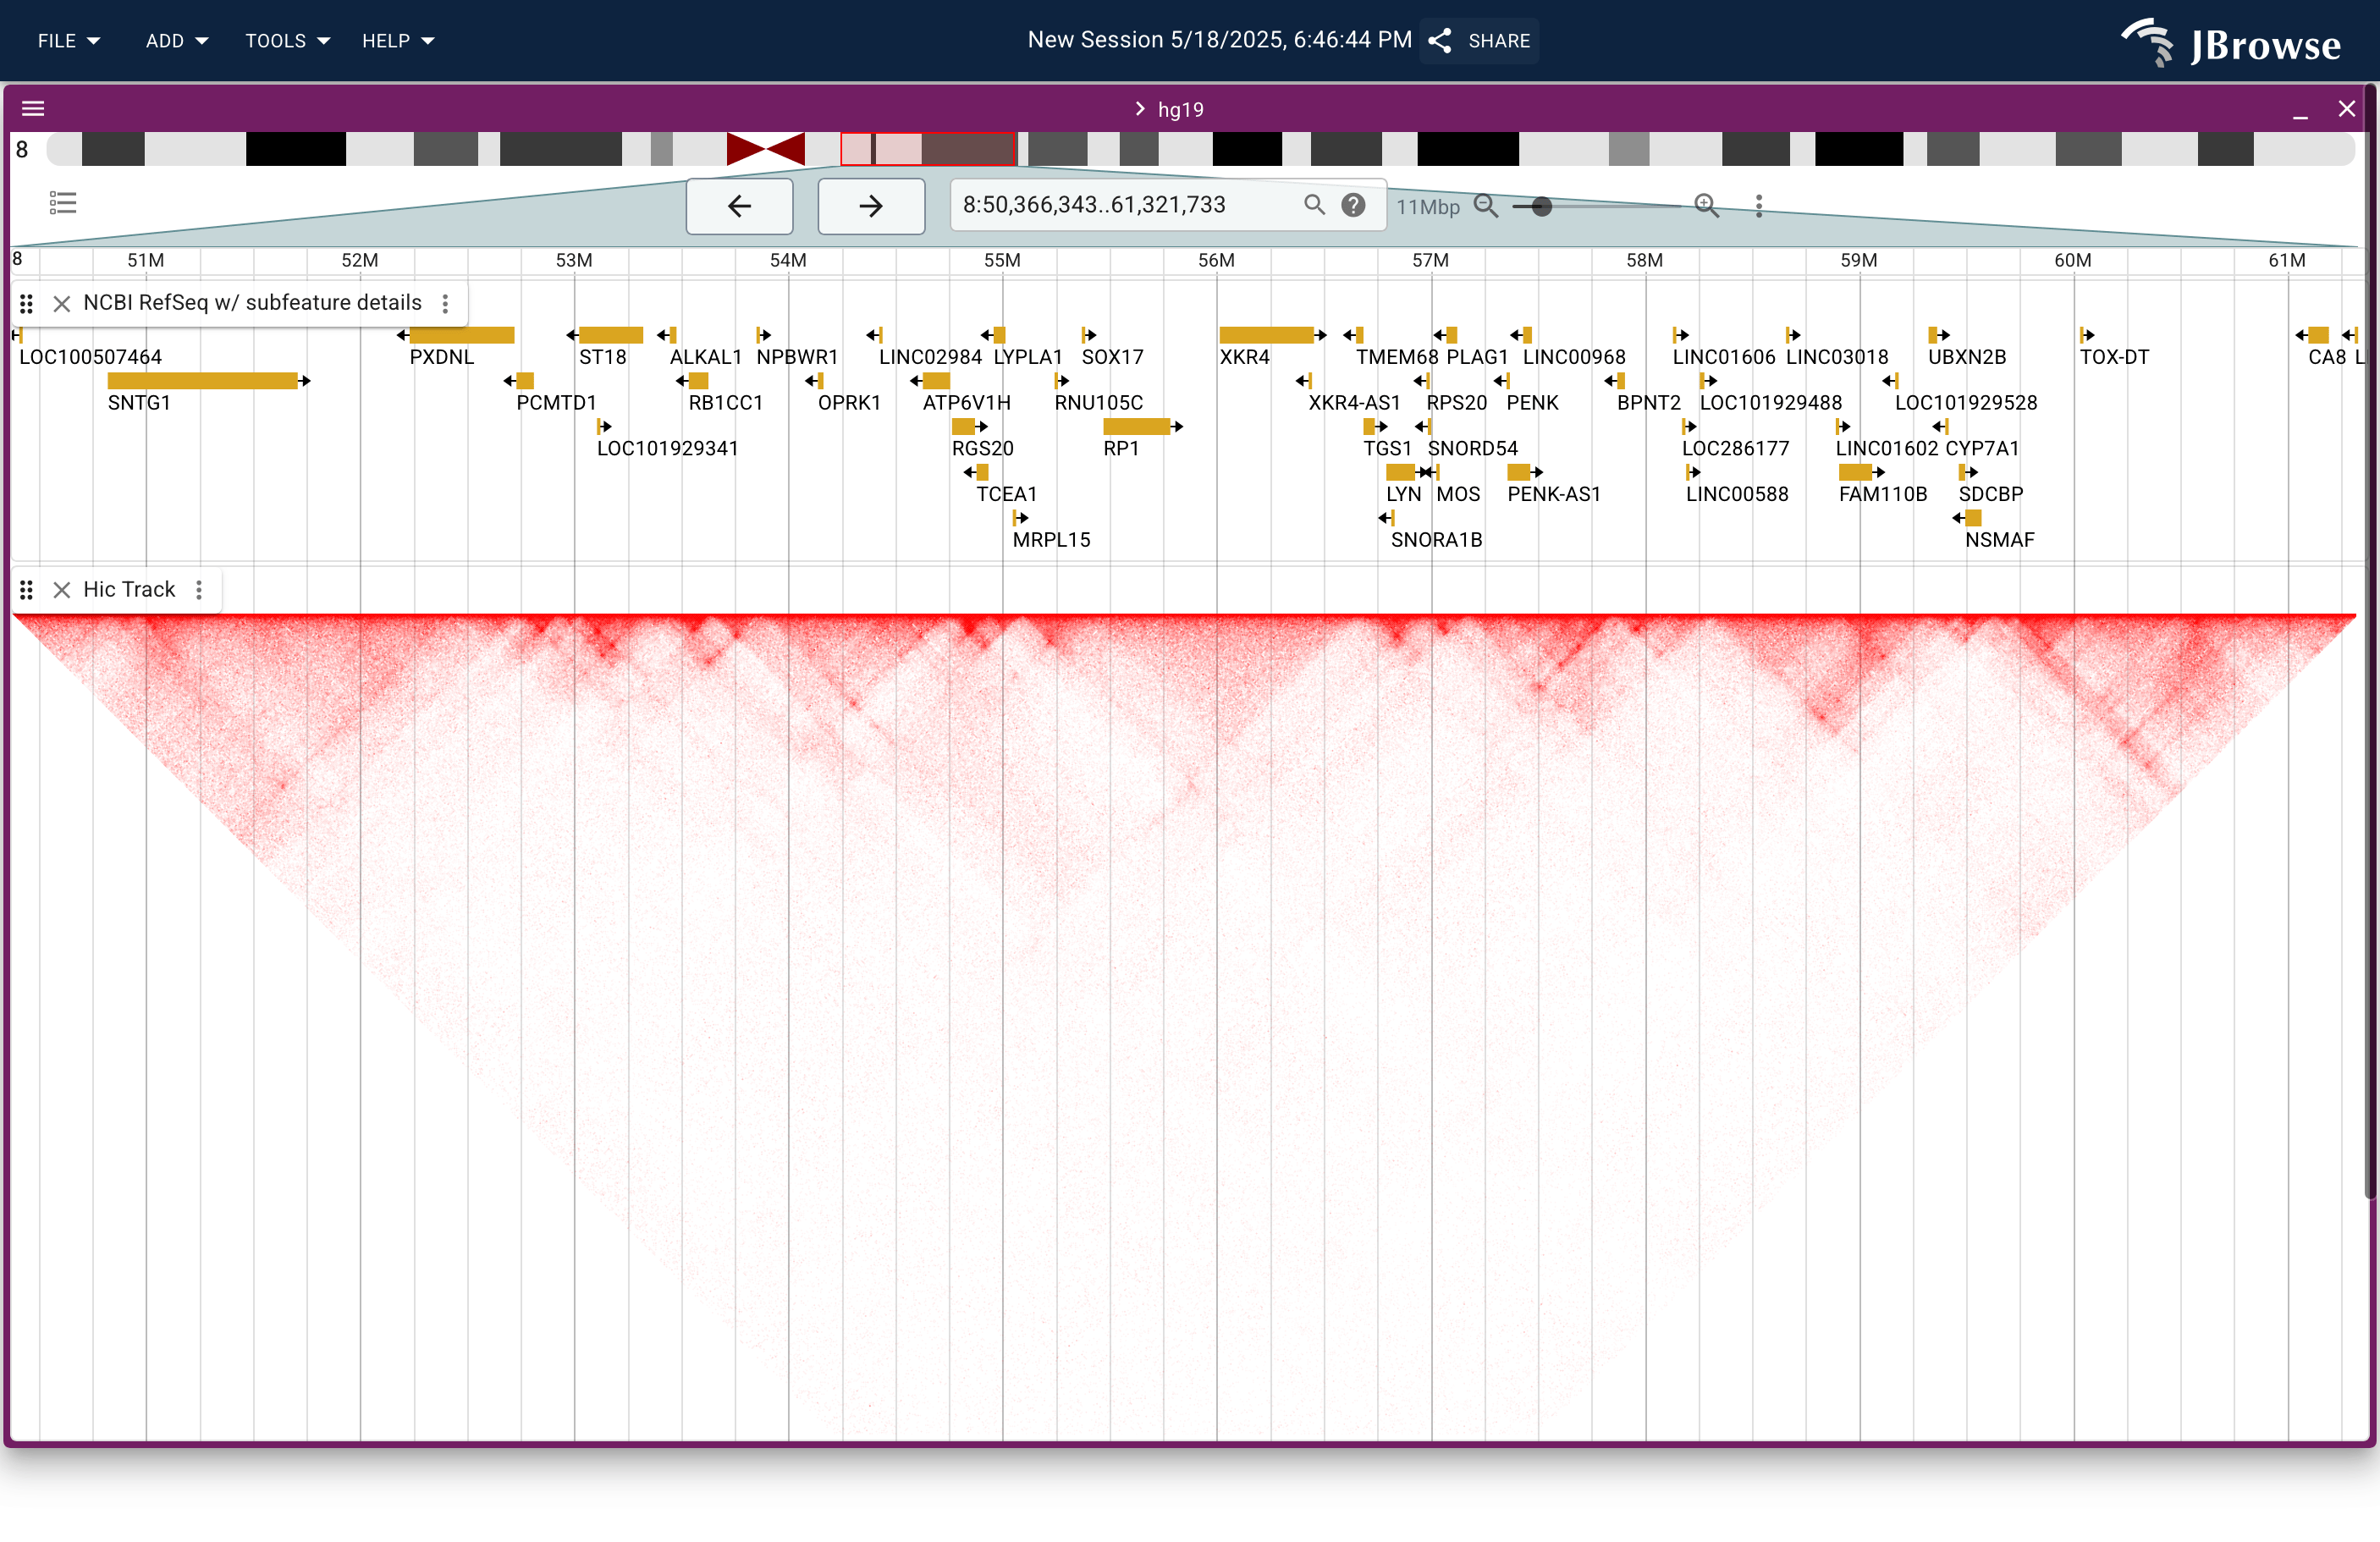 FILE ADD TOOLS HELP New Session 5/18/2025, 6:46:44 PM SHARE JBrowse
hg19
8
8:50,366,343..61,321,733 11Mbp
8 51M 52M 53M 54M 55M 56M 57M 58M 59M 60M 61M
NCBI RefSeq w/ subfeature details
LOC100507464 PXDNL ST18 ALKAL1 NPBWR1 LINC02984 LYPLA1 SOX17 XKR4 TMEM68 PLAG1 LINC00968 LINC01606 LINC03018 UBXN2B TOX-DT CA8 L
SNTG1 PCMTD1 RB1CC1 OPRK1 ATP6V1H RNU105C XKR4-AS1 RPS20 PENK BPNT2 LOC101929488 LOC101929528
LOC101929341 RGS20 RP1 TGS1 SNORD54 LOC286177 LINC01602 CYP7A1
TCEA1 LYN MOS PENK-AS1 LINC00588 FAM110B SDCBP
MRPL15 SNORA1B NSMAF
Hic Track